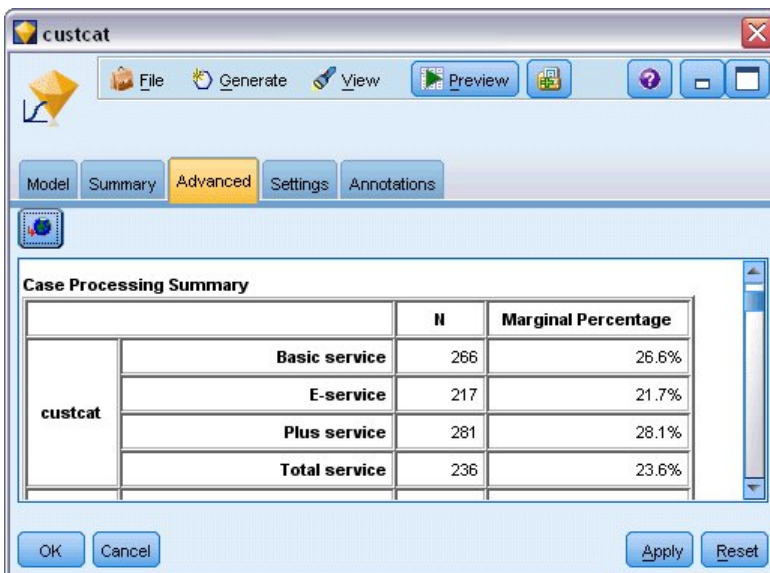 custcat
File Generate View Preview
Model Summary Advanced Settings Annotations
Case Processing Summary
N Marginal Percentage
custcat
Basic service 266 26.6%
E-service 217 21.7%
Plus service 281 28.1%
Total service 236 23.6%
OK Cancel Apply Reset